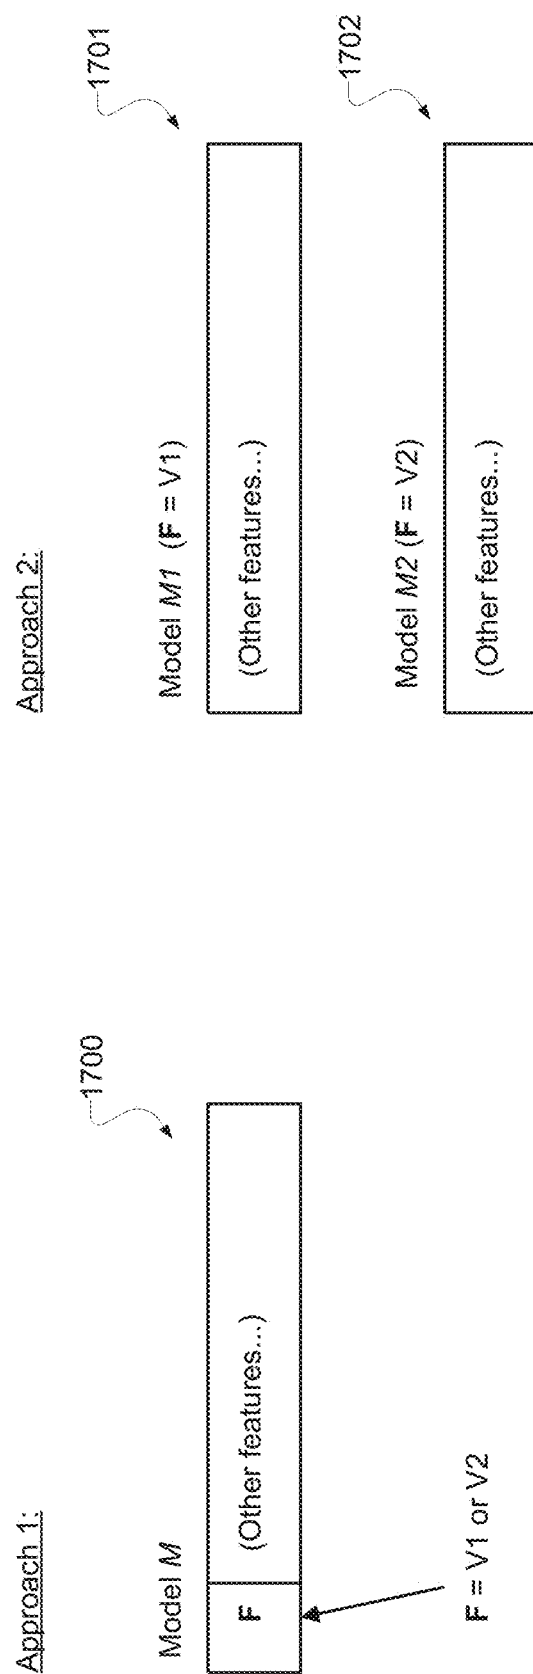 Approach 1:
1700
Model M
F
(Other features...)
F = V1 or V2
Approach 2:
1701
Model M1 (F = V1)
(Other features...)
1702
Model M2 (F = V2)
(Other features...)